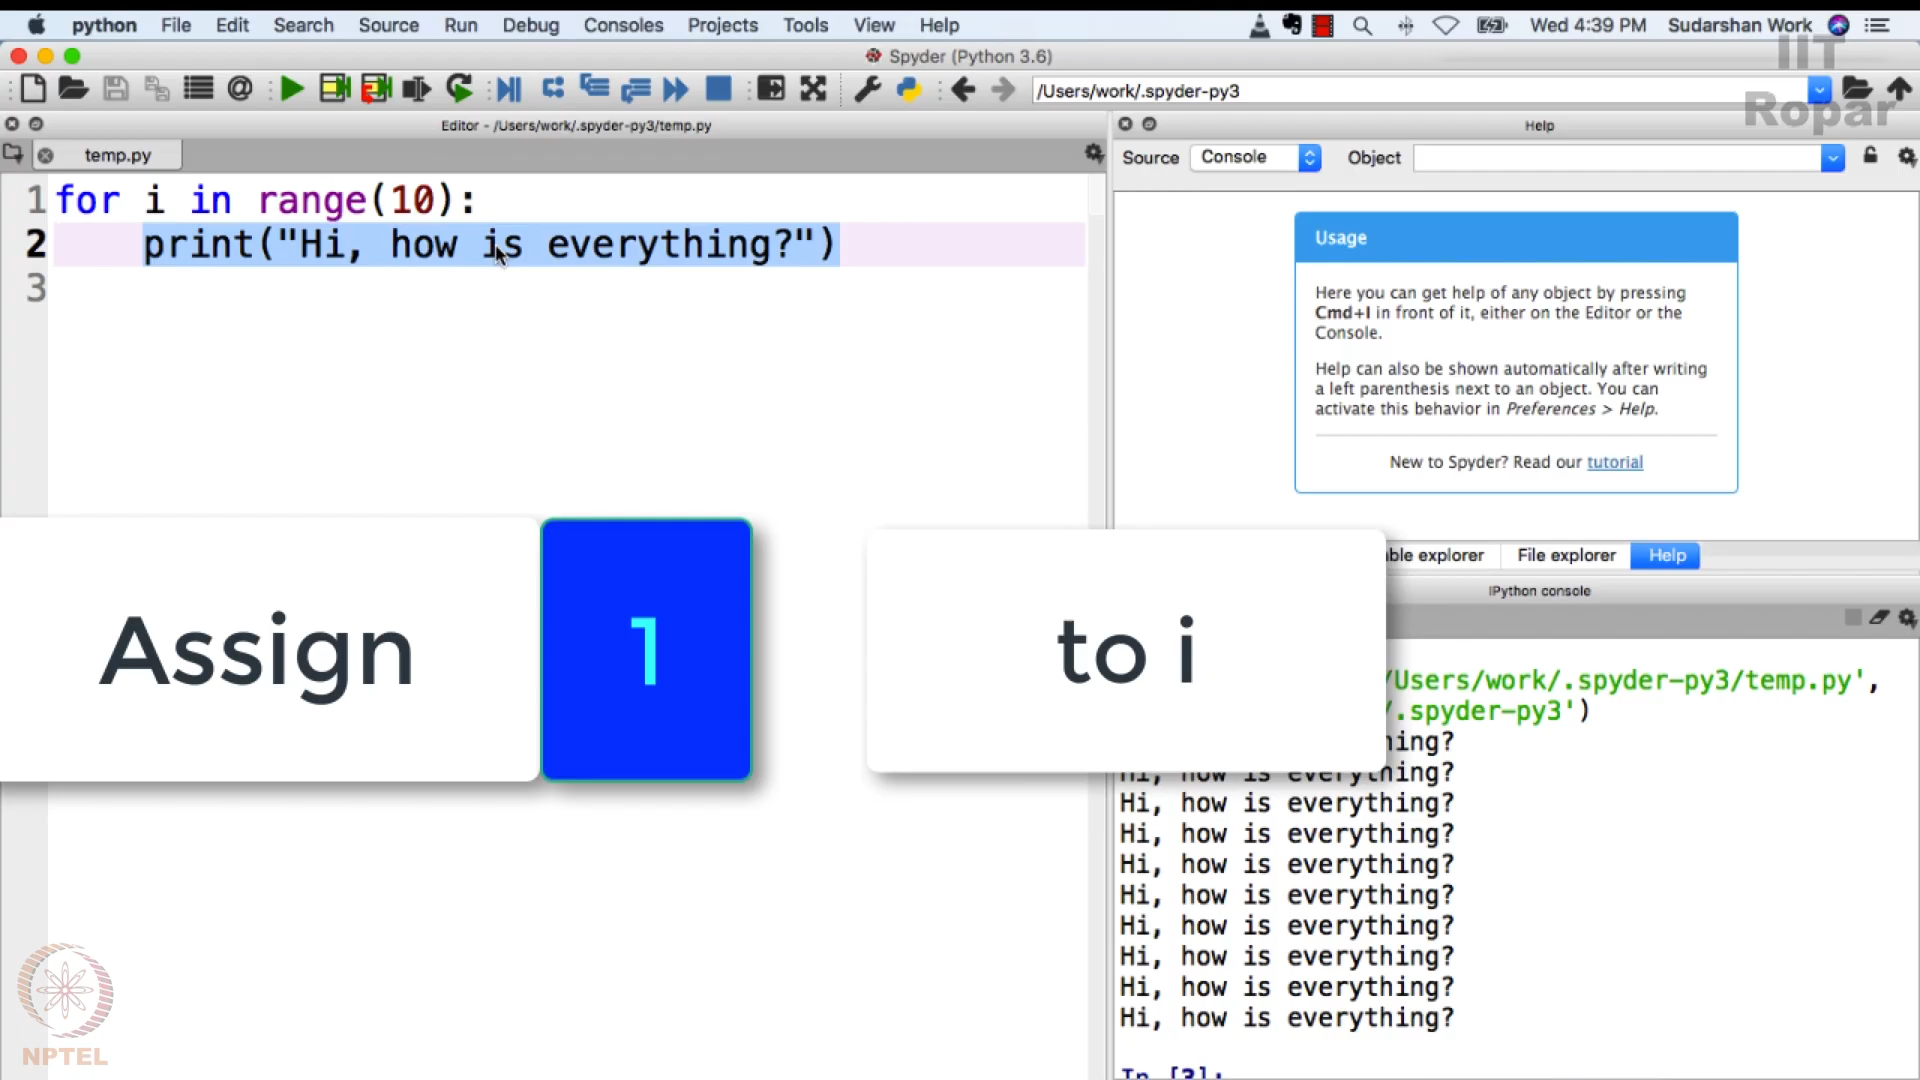 python File Edit Search Source Run Debug Consoles Projects Tools View Help Wed 4:39 PM Sudarshan Work
Spyder (Python 3.6)
/Users/work/.spyder-py3
IIT
Ropar
Editor - /Users/work/.spyder-py3/temp.py
Help
temp.py
Source Console Object
1 for i in range(10):
2 print("Hi, how is everything?")
3
Usage
Here you can get help of any object by pressing
Cmd+I in front of it, either on the Editor or the
Console.
Help can also be shown automatically after writing
a left parenthesis next to an object. You can
activate this behavior in Preferences > Help.
New to Spyder? Read our tutorial
Assign 1 to i
ble explorer File explorer Help
IPython console
/Users/work/.spyder-py3/temp.py',
/.spyder-py3')
hing?
Hi, how is everything?
Hi, how is everything?
Hi, how is everything?
Hi, how is everything?
Hi, how is everything?
Hi, how is everything?
Hi, how is everything?
Hi, how is everything?
Hi, how is everything?
In [3]:
NPTEL